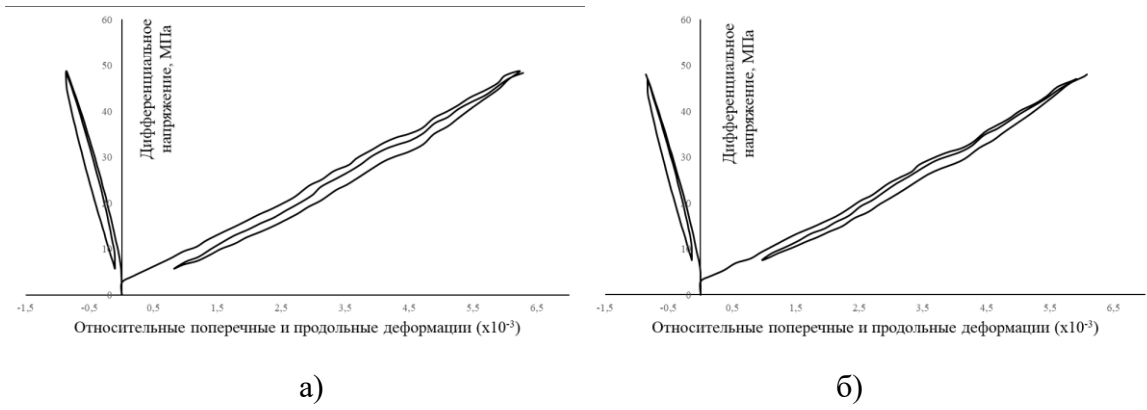 60
50
40
30
20
10
0
Дифференциальное
напряжение, МПа
-1,5 -0,5 0,5 1,5 2,5 3,5 4,5 5,5 6,5
Относительные поперечные и продольные деформации (x10⁻³)
а)
60
50
40
30
20
10
0
Дифференциальное
напряжение, МПа
-1,5 -0,5 0,5 1,5 2,5 3,5 4,5 5,5 6,5
Относительные поперечные и продольные деформации (x10⁻³)
б)